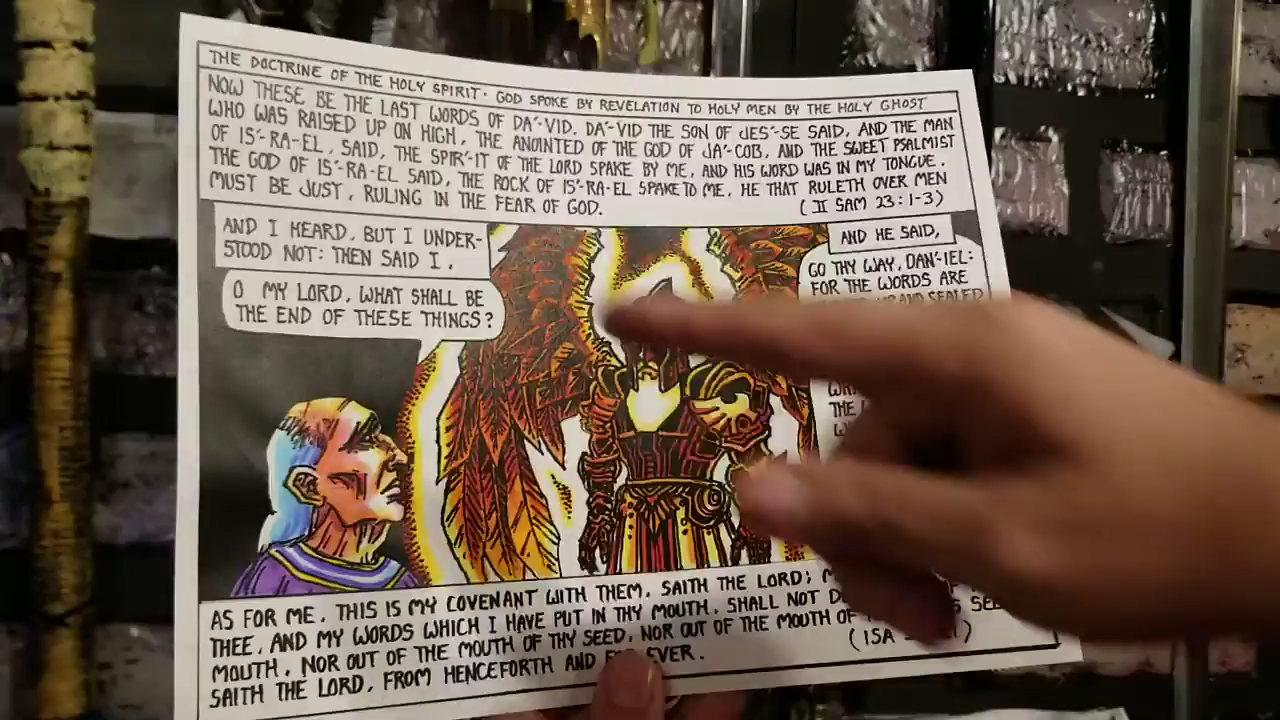 THE DOCTRINE OF THE HOLY SPIRIT · GOD SPOKE BY REVELATION TO HOLY MEN BY THE HOLY GHOST
NOW THESE BE THE LAST WORDS OF DA'-VID. DA'-VID THE SON OF JES'-SE SAID, AND THE MAN
WHO WAS RAISED UP ON HIGH, THE ANOINTED OF THE GOD OF JA'-COB, AND THE SWEET PSALMIST
OF IS'-RA-EL, SAID, THE SPIR'-IT OF THE LORD SPAKE BY ME, AND HIS WORD WAS IN MY TONGUE.
THE GOD OF IS'-RA-EL SAID, THE ROCK OF IS'-RA-EL SPAKE TO ME, HE THAT RULETH OVER MEN
MUST BE JUST, RULING IN THE FEAR OF GOD. (II SAM 23:1-3)
AND I HEARD, BUT I UNDER-
STOOD NOT: THEN SAID I,
O MY LORD, WHAT SHALL BE
THE END OF THESE THINGS?
AND HE SAID,
GO THY WAY, DAN'-IEL:
FOR THE WORDS ARE
SEALED
THE
AS FOR ME, THIS IS MY COVENANT WITH THEM, SAITH THE LORD;
THEE, AND MY WORDS WHICH I HAVE PUT IN THY MOUTH, SHALL NOT
MOUTH, NOR OUT OF THE MOUTH OF THY SEED, NOR OUT OF THE MOUTH OF
SAITH THE LORD, FROM HENCEFORTH AND EVER. (ISA